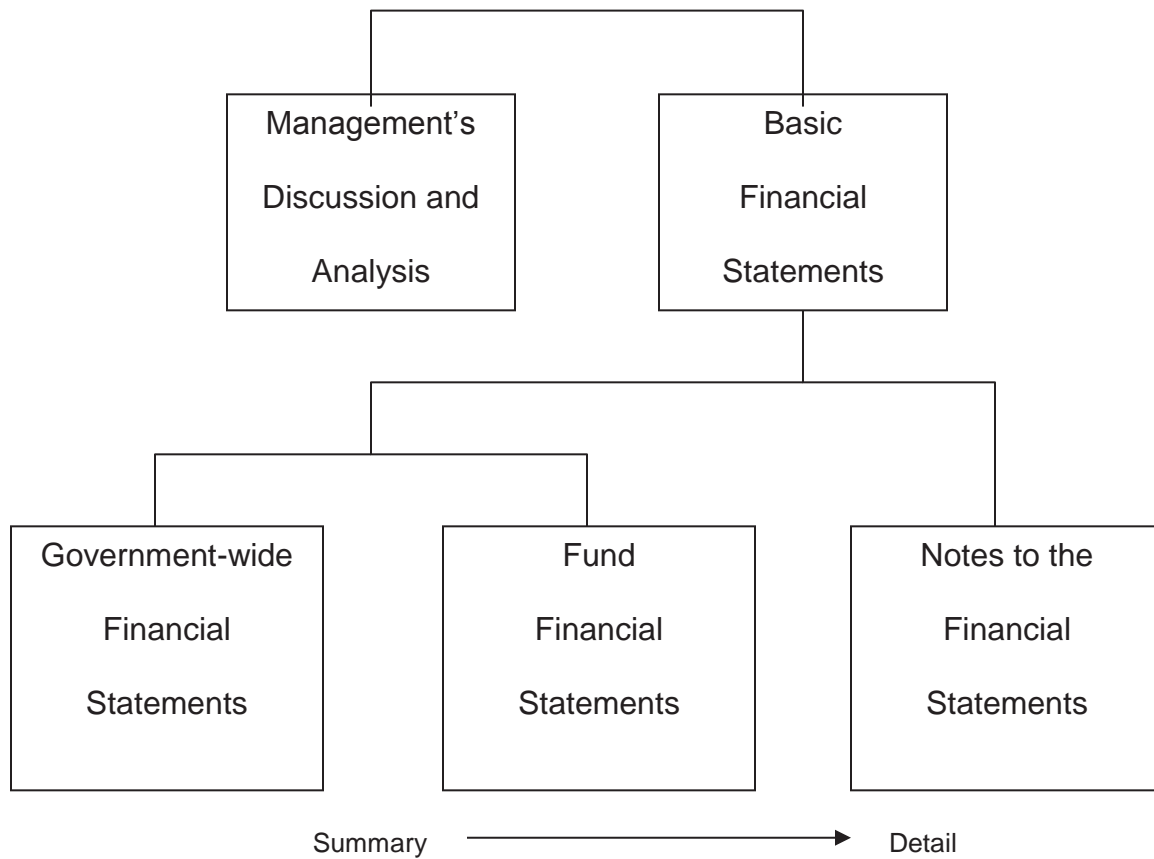 Management’s
Discussion and
Analysis
Basic
Financial
Statements
Government-wide
Financial
Statements
Fund
Financial
Statements
Notes to the
Financial
Statements
Summary
Detail